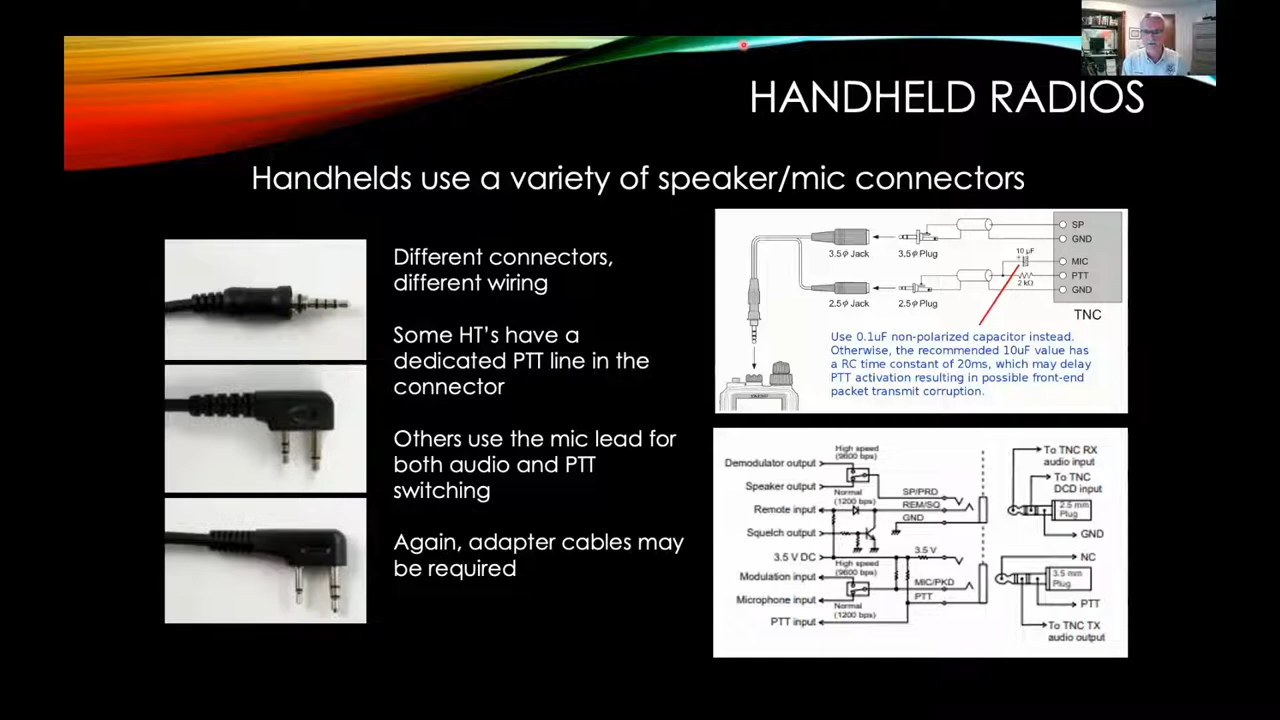 HANDHELD RADIOS
Handhelds use a variety of speaker/mic connectors
Different connectors,
different wiring
Some HT's have a
dedicated PTT line in the
connector
Others use the mic lead for
both audio and PTT
switching
Again, adapter cables may
be required
SP
GND
10 μF
+
MIC
PTT
2 kΩ
GND
3.5φ Jack
3.5φ Plug
2.5φ Jack
2.5φ Plug
TNC
Use 0.1uF non-polarized capacitor instead.
Otherwise, the recommended 10uF value has
a RC time constant of 20ms, which may delay
PTT activation resulting in possible front-end
packet transmit corruption.
High speed
(9600 bps)
Demodulator output
Speaker output
Normal
(1200 bps)
SP/PRD
Remote input
REM/SQ
GND
Squelch output
3.5 V DC
3.5 V
High speed
(9600 bps)
Modulation input
MIC/PKD
Microphone input
PTT
Normal
(1200 bps)
PTT input
To TNC RX
audio input
To TNC
DCD input
2.5 mm
Plug
GND
NC
3.5 mm
Plug
PTT
To TNC TX
audio output